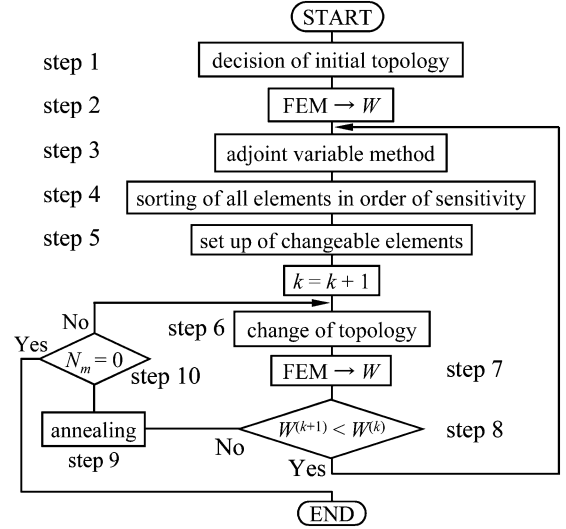 START
step 1
decision of initial topology
step 2
FEM → W
step 3
adjoint variable method
step 4
sorting of all elements in order of sensitivity
step 5
set up of changeable elements
k = k + 1
No
step 6
change of topology
Yes
N_m = 0
step 10
FEM → W
step 7
annealing
step 9
No
W^(k+1) < W^(k)
step 8
Yes
END